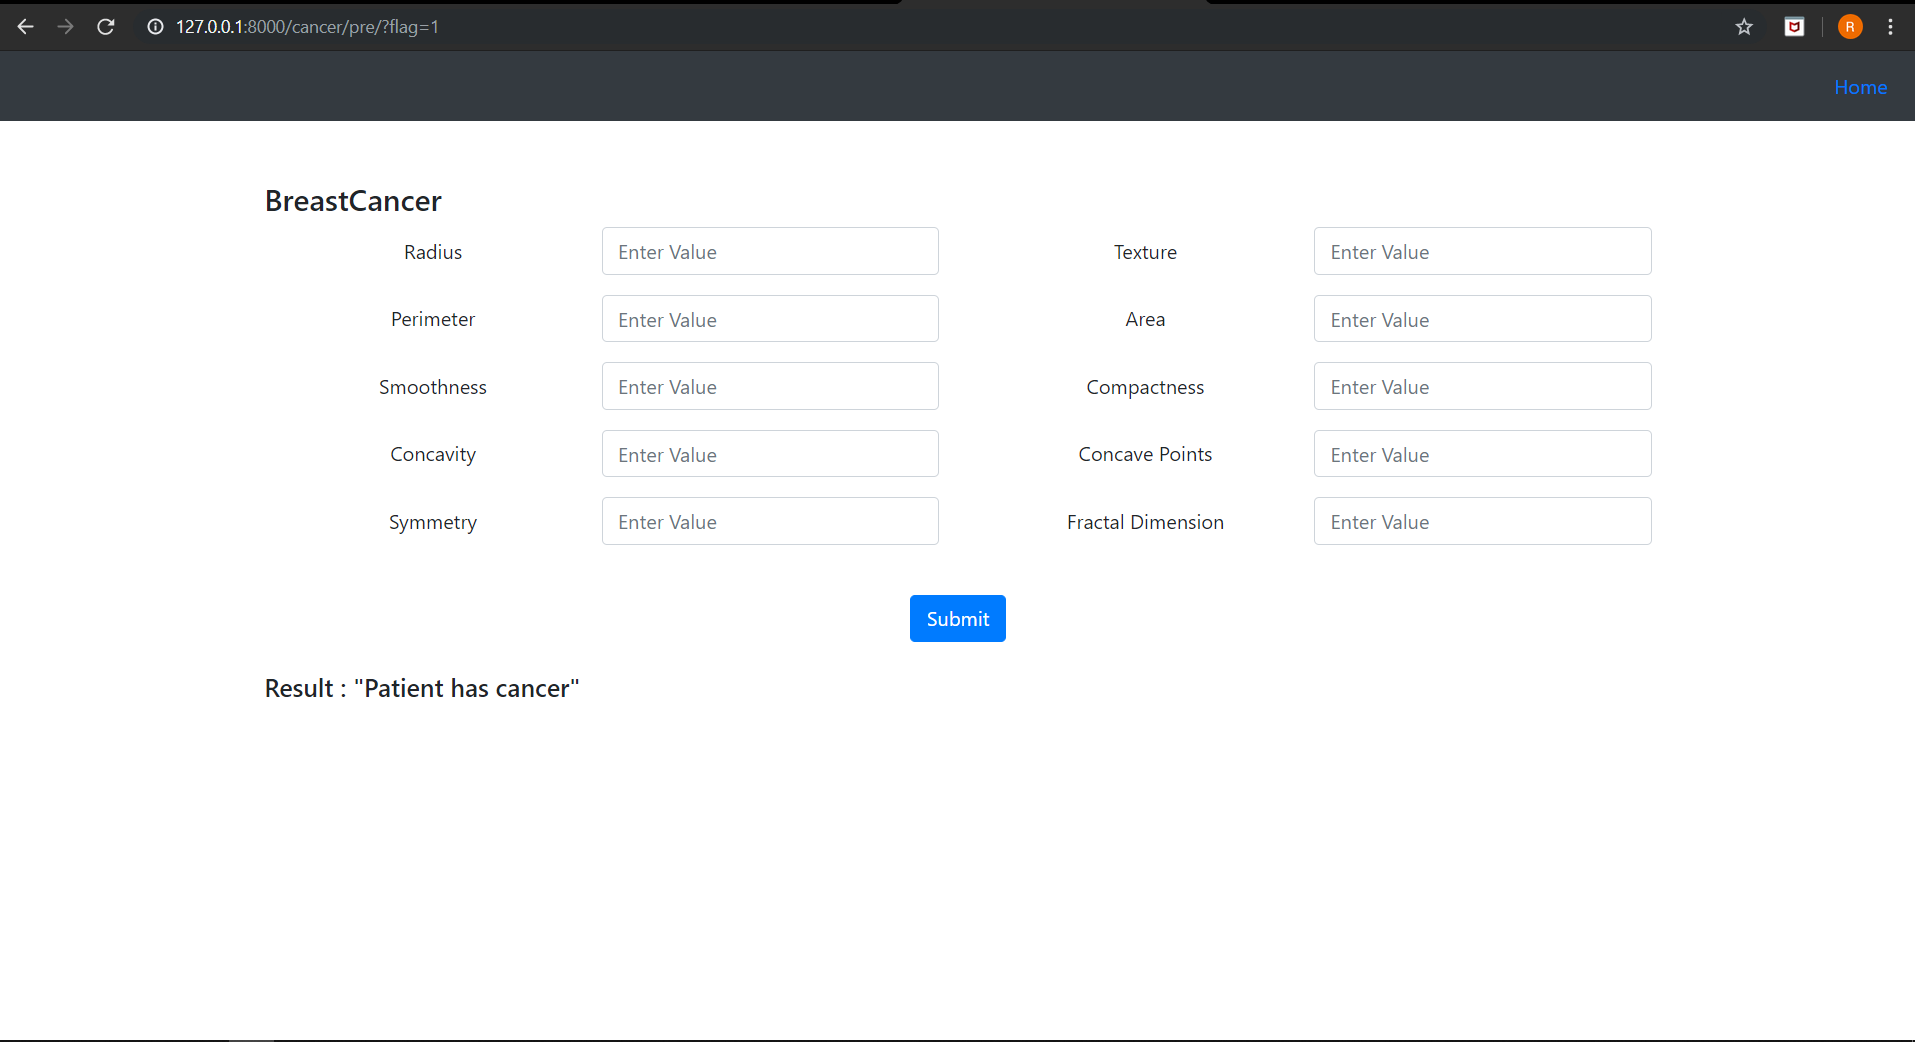 127.0.0.1:8000/cancer/pre/?flag=1
R
Home
BreastCancer
Radius Enter Value Texture Enter Value
Perimeter Enter Value Area Enter Value
Smoothness Enter Value Compactness Enter Value
Concavity Enter Value Concave Points Enter Value
Symmetry Enter Value Fractal Dimension Enter Value
Submit
Result : "Patient has cancer"